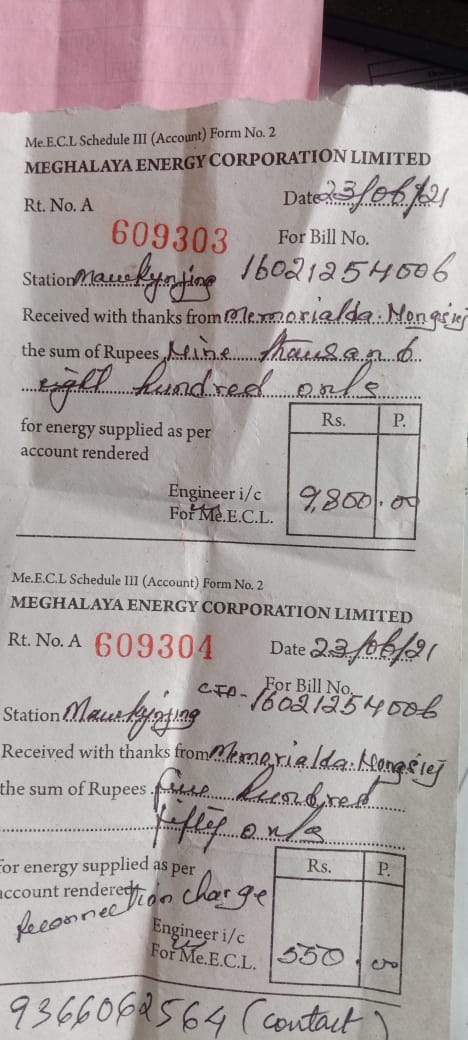 Me.E.C.L Schedule III (Account) Form No. 2
MEGHALAYA ENERGY CORPORATION LIMITED
Rt. No. A Date 23/06/21
609303 For Bill No.
Station Mawkynjing 16021254006
Received with thanks from Memorialda. Nongsiej
the sum of Rupees Nine thousand
eight hundred only
for energy supplied as per Rs. P.
account rendered
Engineer i/c 9,800.00
For Me.E.C.L.
Me.E.C.L Schedule III (Account) Form No. 2
MEGHALAYA ENERGY CORPORATION LIMITED
Rt. No. A 609304 Date 23/06/21
For Bill No.
Station Mawkynjing 16021254006
Received with thanks from Memorialda. Nongsiej
the sum of Rupees five hundred
fifty only
for energy supplied as per Rs. P.
account rendered
Reconnection charge
Engineer i/c
For Me.E.C.L. 550.00
9366062564 (contact)